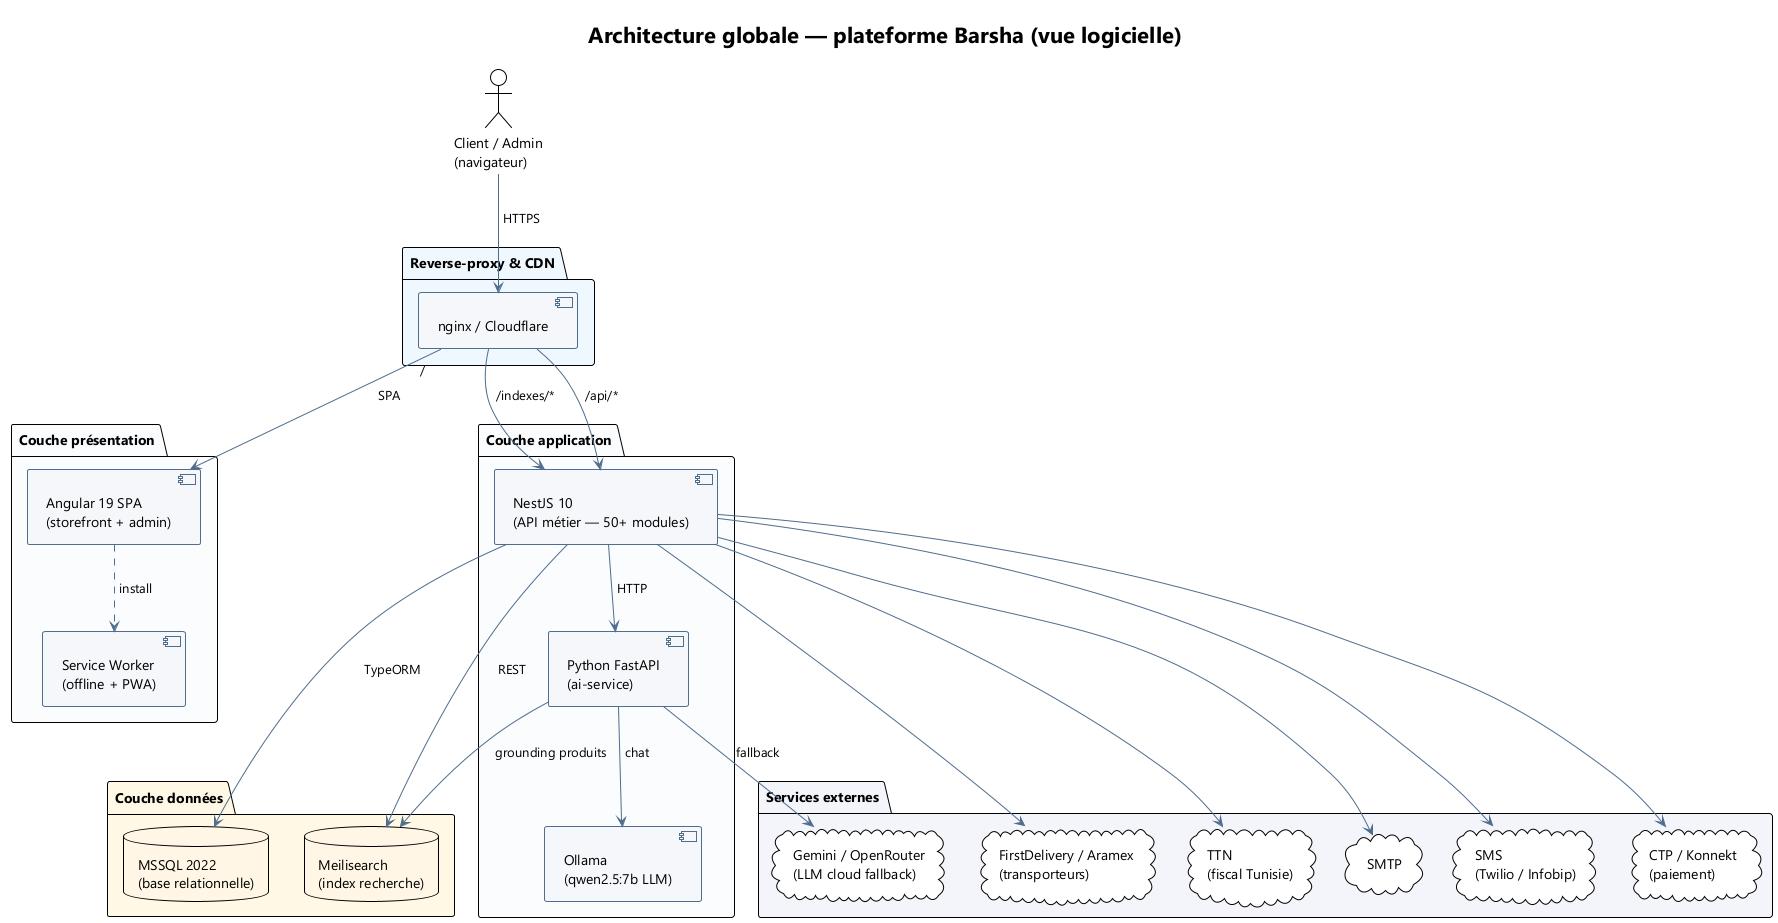 Architecture globale — plateforme Barsha (vue logicielle)
Client / Admin
(navigateur)
HTTPS
Reverse-proxy & CDN
nginx / Cloudflare
/
SPA
/indexes/*
/api/*
Couche présentation
Angular 19 SPA
(storefront + admin)
install
Service Worker
(offline + PWA)
Couche application
NestJS 10
(API métier — 50+ modules)
HTTP
TypeORM
REST
Python FastAPI
(ai-service)
grounding produits
chat
fallback
Ollama
(qwen2.5:7b LLM)
Couche données
MSSQL 2022
(base relationnelle)
Meilisearch
(index recherche)
Services externes
Gemini / OpenRouter
(LLM cloud fallback)
FirstDelivery / Aramex
(transporteurs)
TTN
(fiscal Tunisie)
SMTP
SMS
(Twilio / Infobip)
CTP / Konnekt
(paiement)